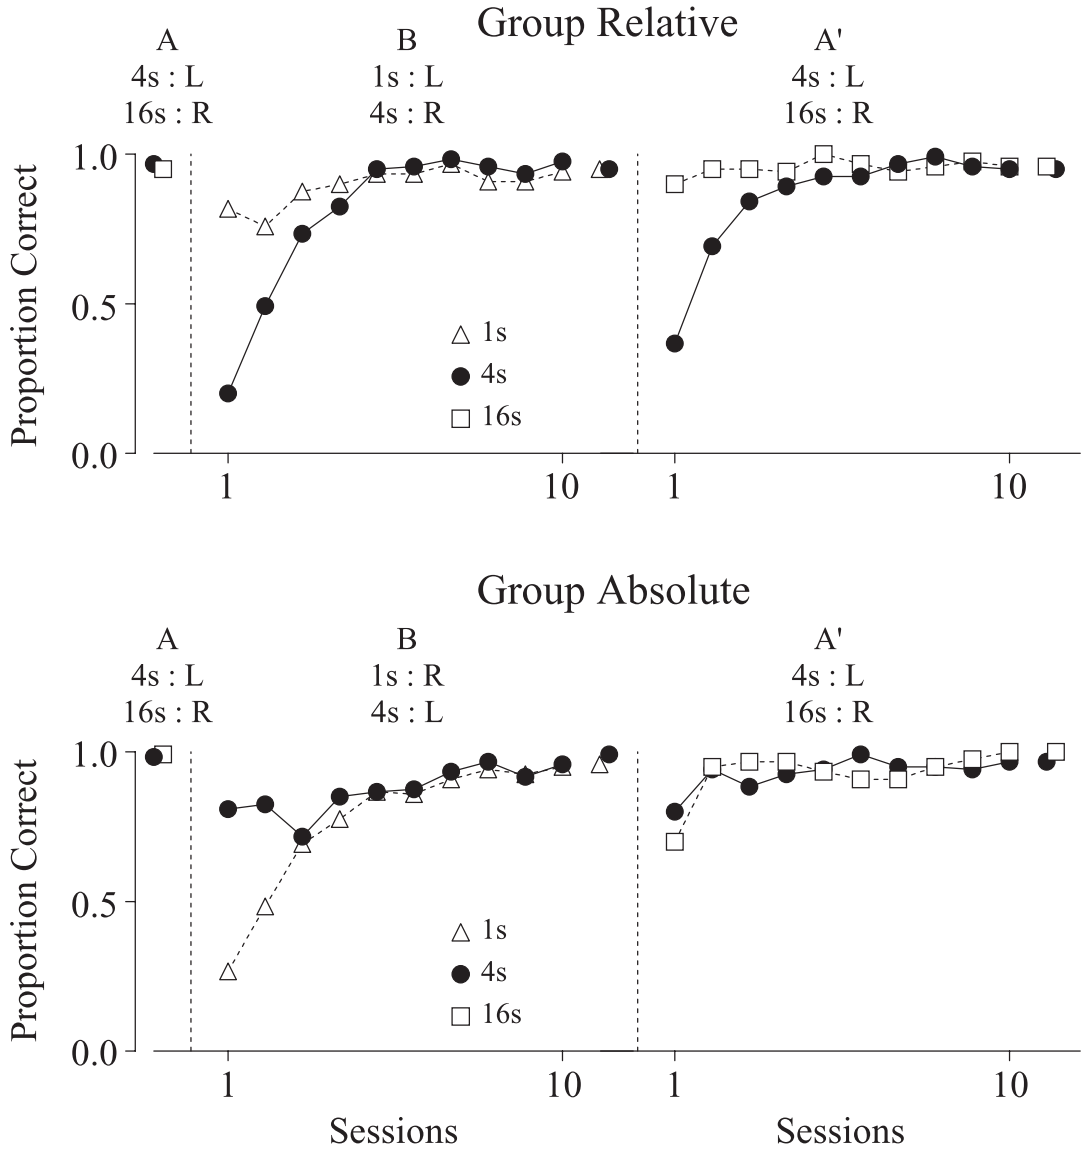 Group Relative
A B A'
4s : L 1s : L 4s : L
16s : R 4s : R 16s : R
1.0
0.5
0.0
Proportion Correct
1s
4s
16s
1 10 1 10
Group Absolute
A B A'
4s : L 1s : R 4s : L
16s : R 4s : L 16s : R
1.0
0.5
0.0
Proportion Correct
1s
4s
16s
1 10 1 10
Sessions Sessions